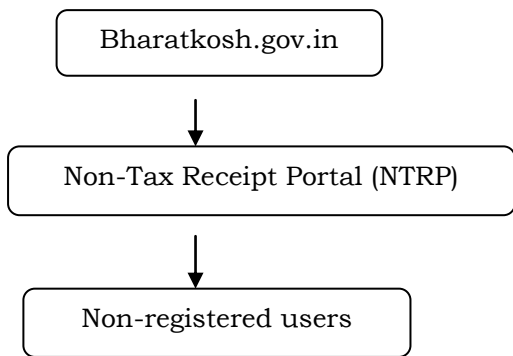 Bharatkosh.gov.in
Non-Tax Receipt Portal (NTRP)
Non-registered users